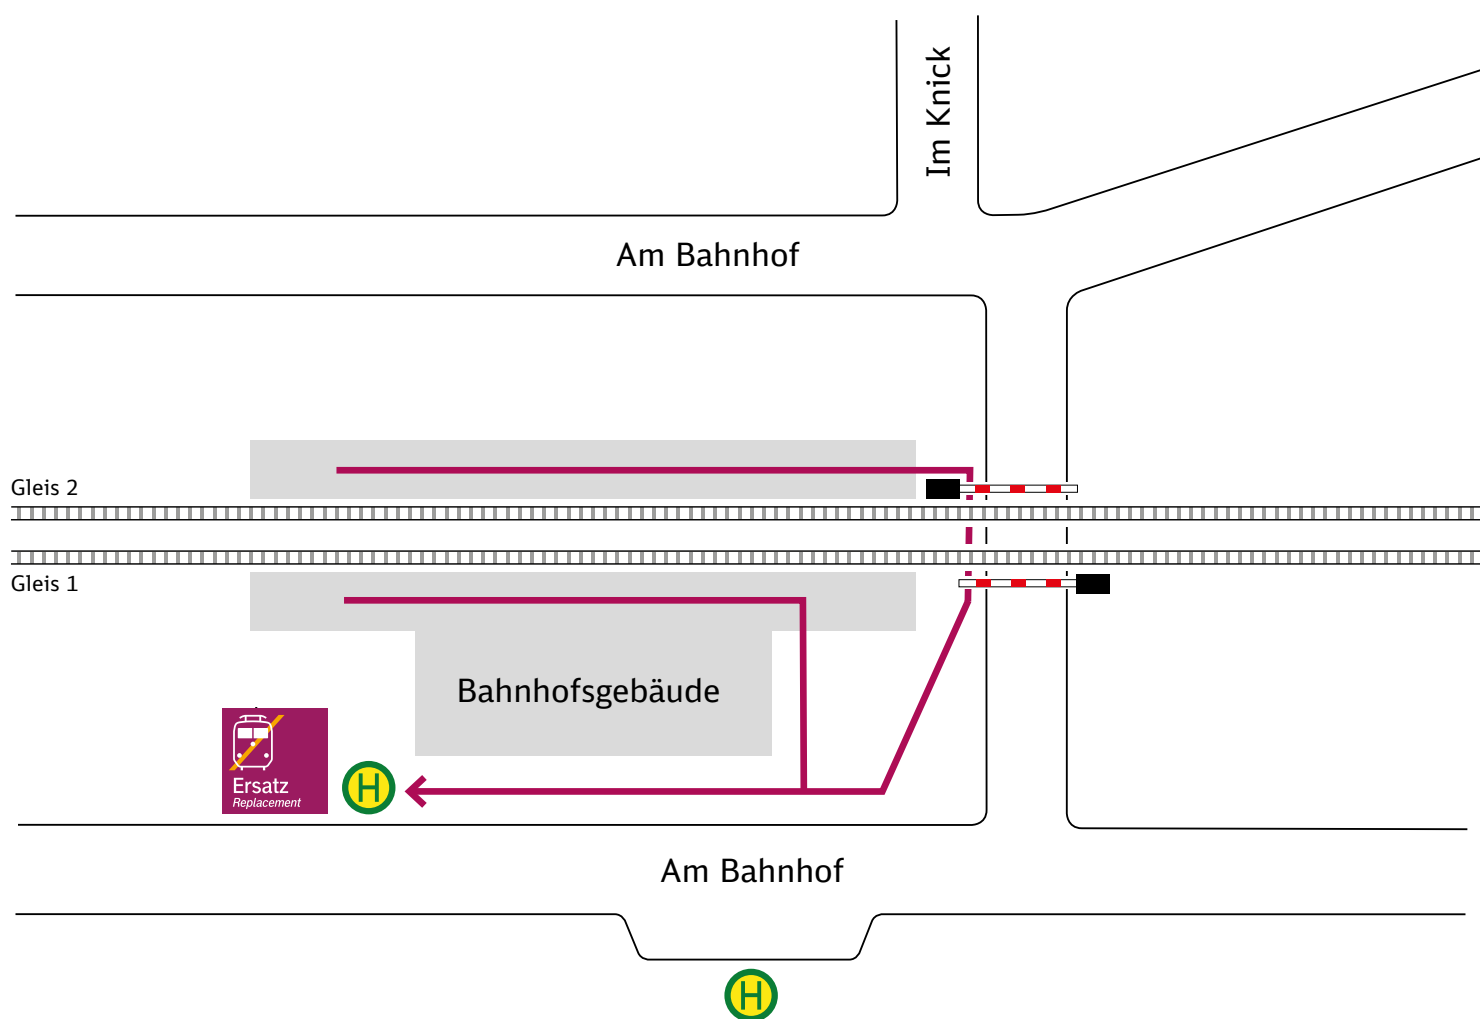 Im Knick
Am Bahnhof
Gleis 2
Gleis 1
Bahnhofsgebäude
Ersatz
Replacement
H
Am Bahnhof
H